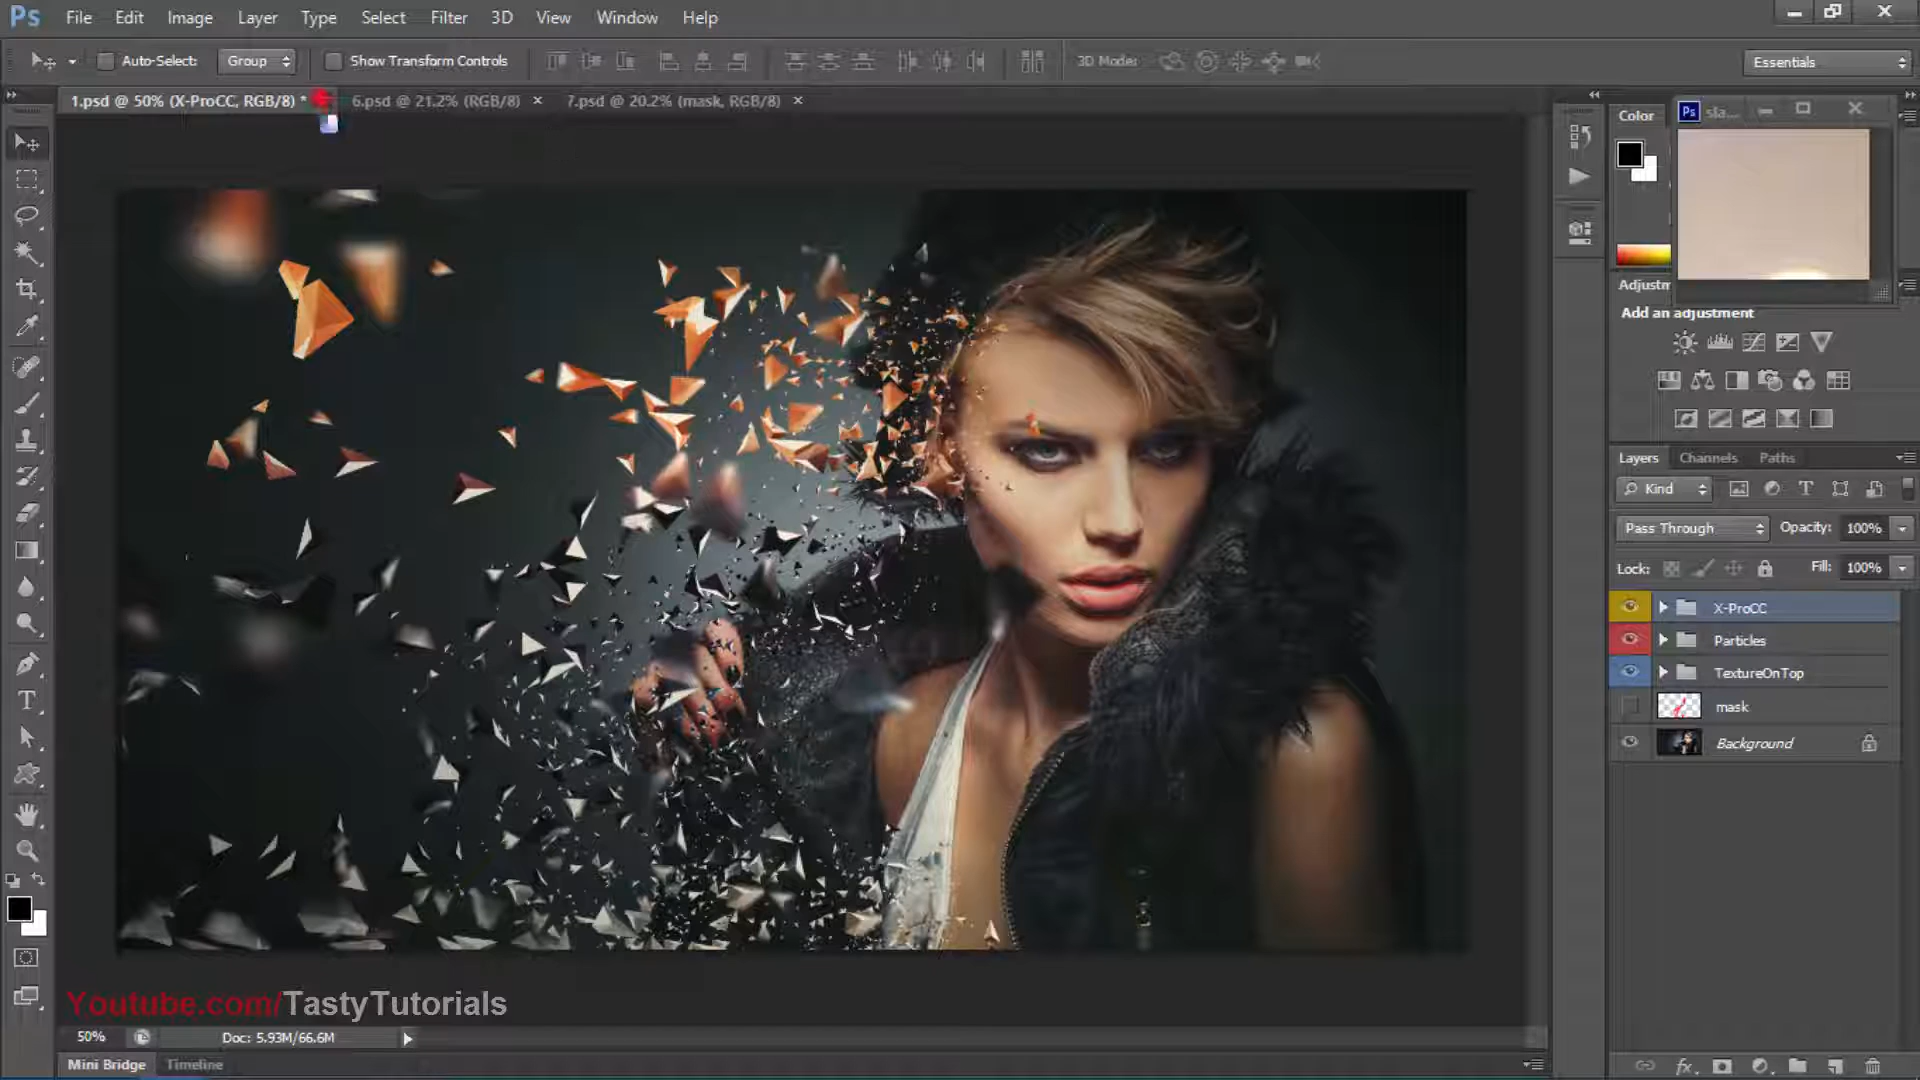 Ps File Edit Image Layer Type Select Filter 3D View Window Help
Auto-Select: Group Show Transform Controls 3D Mode: Essentials
1.psd @ 50% (X-ProCC, RGB/8) * 6.psd @ 21.2% (RGB/8) × 7.psd @ 20.2% (mask, RGB/8) ×
Color
Ps sla...
Adjustm
Add an adjustment
Layers Channels Paths
Kind
Pass Through Opacity: 100%
Lock: Fill: 100%
X-ProCC
Particles
TextureOnTop
mask
Background
Youtube.com/TastyTutorials
50% Doc: 5.93M/66.6M
Mini Bridge Timeline
fx